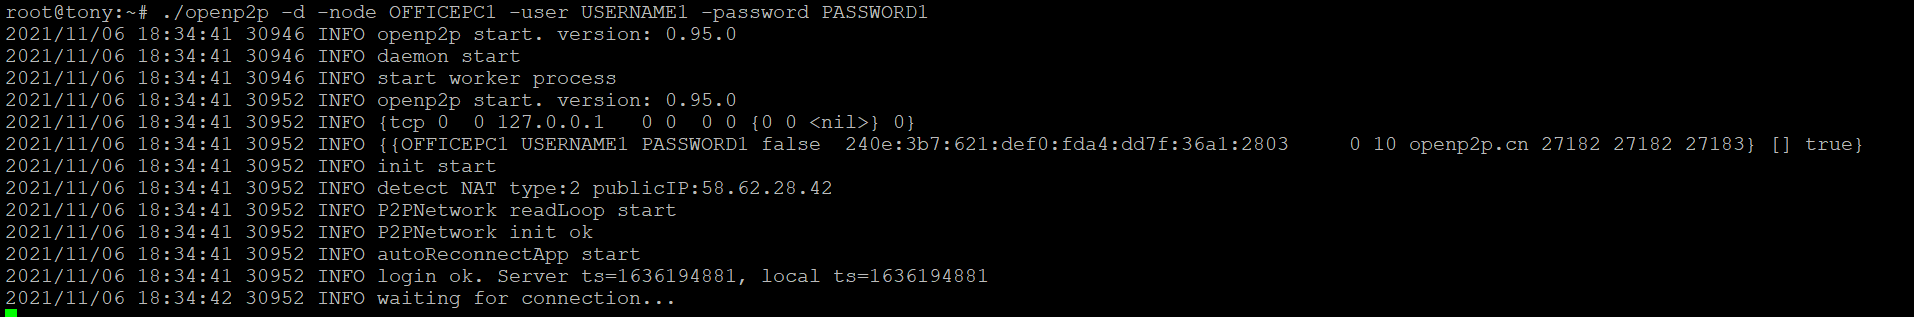 root@tony:~# ./openp2p -d -node OFFICEPC1 -user USERNAME1 -password PASSWORD1
2021/11/06 18:34:41 30946 INFO openp2p start. version: 0.95.0
2021/11/06 18:34:41 30946 INFO daemon start
2021/11/06 18:34:41 30946 INFO start worker process
2021/11/06 18:34:41 30952 INFO openp2p start. version: 0.95.0
2021/11/06 18:34:41 30952 INFO {tcp 0  0 127.0.0.1   0 0  0 0 {0 0 <nil>} 0}
2021/11/06 18:34:41 30952 INFO {{OFFICEPC1 USERNAME1 PASSWORD1 false  240e:3b7:621:def0:fda4:dd7f:36a1:2803     0 10 openp2p.cn 27182 27182 27183} [] true}
2021/11/06 18:34:41 30952 INFO init start
2021/11/06 18:34:41 30952 INFO detect NAT type:2 publicIP:58.62.28.42
2021/11/06 18:34:41 30952 INFO P2PNetwork readLoop start
2021/11/06 18:34:41 30952 INFO P2PNetwork init ok
2021/11/06 18:34:41 30952 INFO autoReconnectApp start
2021/11/06 18:34:41 30952 INFO login ok. Server ts=1636194881, local ts=1636194881
2021/11/06 18:34:42 30952 INFO waiting for connection...